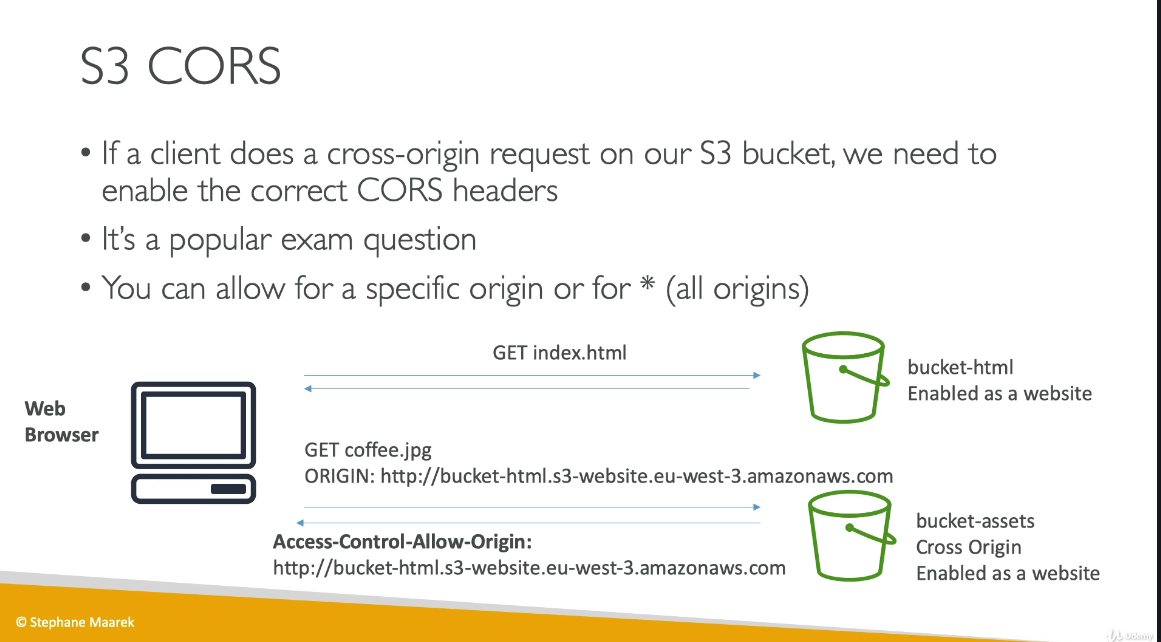 S3 CORS
• If a client does a cross-origin request on our S3 bucket, we need to
enable the correct CORS headers
• It’s a popular exam question
• You can allow for a specific origin or for * (all origins)
GET index.html
bucket-html
Enabled as a website
Web
Browser
GET coffee.jpg
ORIGIN: http://bucket-html.s3-website.eu-west-3.amazonaws.com
bucket-assets
Cross Origin
Enabled as a website
Access-Control-Allow-Origin:
http://bucket-html.s3-website.eu-west-3.amazonaws.com
© Stephane Maarek
Udemy